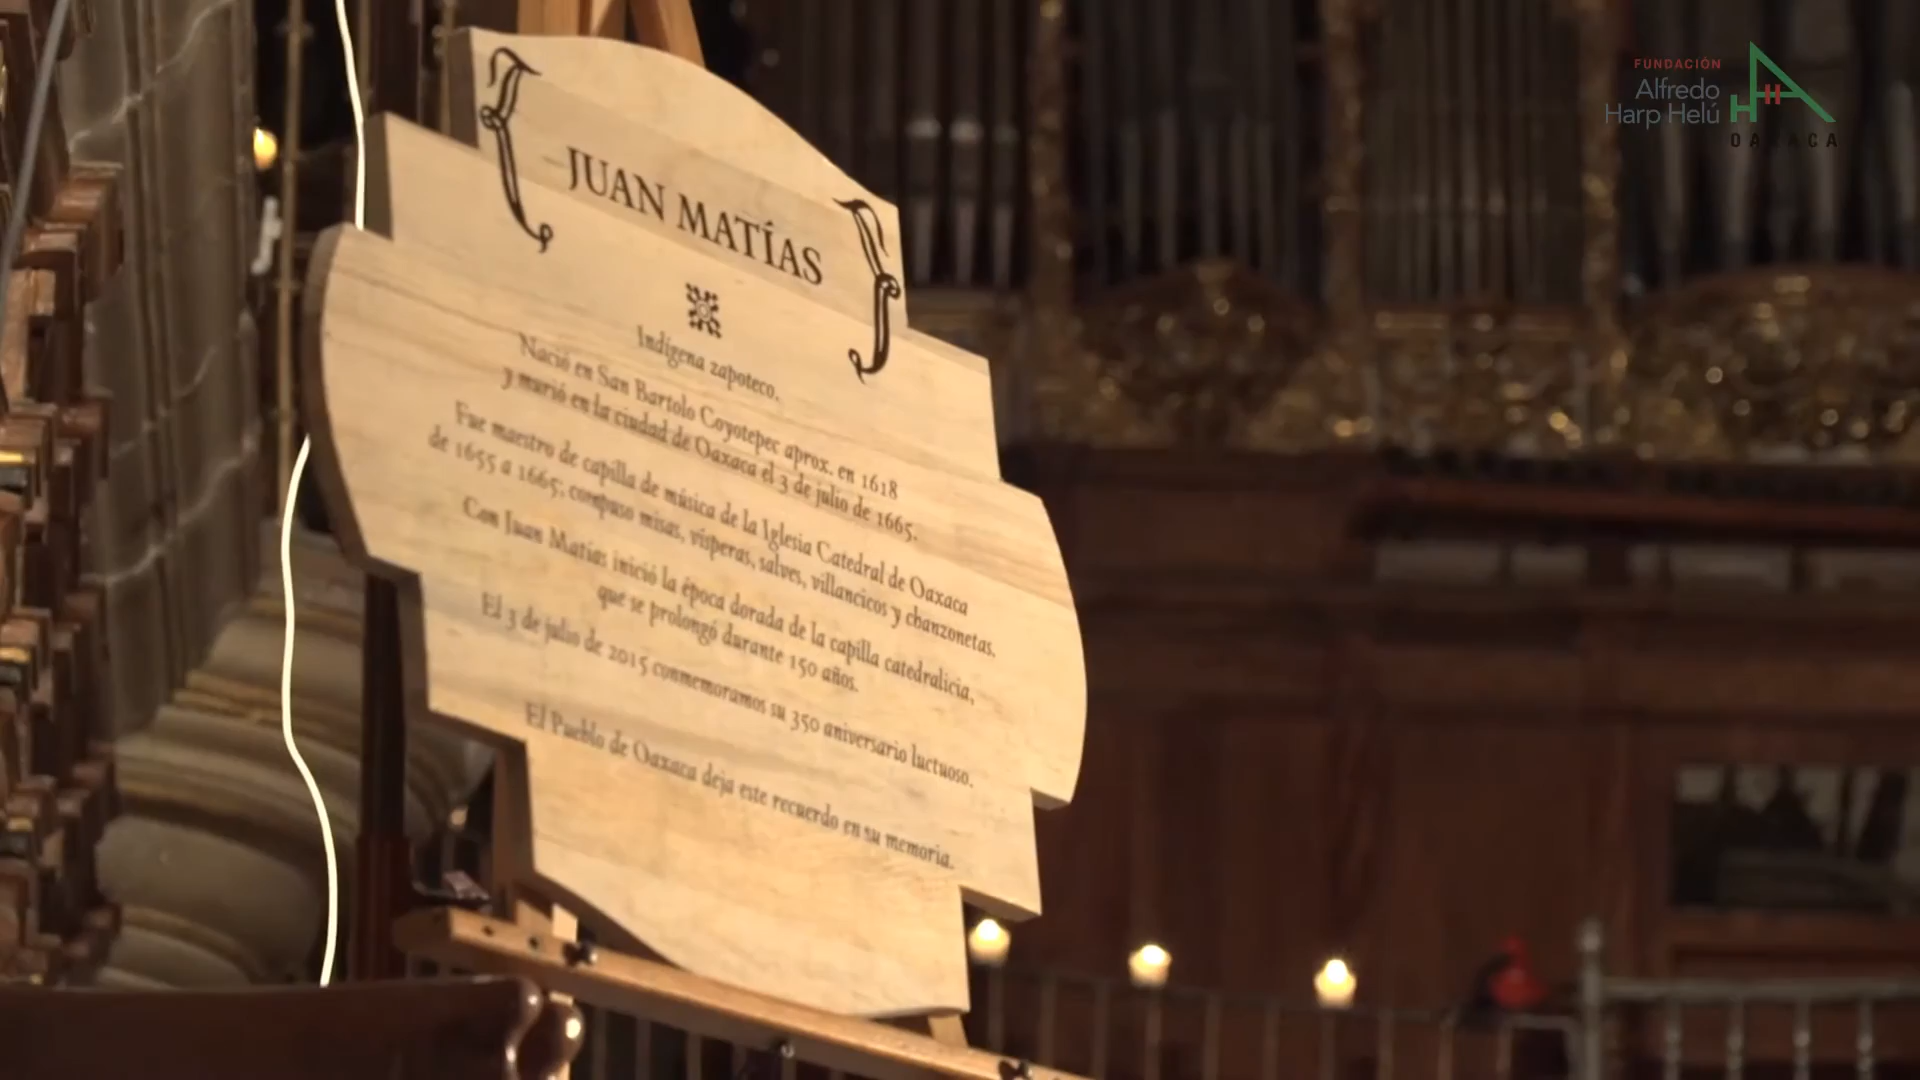 FUNDACIÓN
Alfredo
Harp Helú
OAXACA
JUAN MATÍAS
Indígena zapoteco.
Nació en San Bartolo Coyotepec aprox. en 1618
y murió en la ciudad de Oaxaca el 3 de julio de 1665.
Fue maestro de capilla de música de la Iglesia Catedral de Oaxaca
de 1655 a 1665; compuso misas, vísperas, salves, villancicos y chanzonetas.
Con Juan Matías inició la época dorada de la capilla catedralicia,
que se prolongó durante 150 años.
El 3 de julio de 2015 conmemoramos su 350 aniversario luctuoso.
El Pueblo de Oaxaca deja este recuerdo en su memoria.